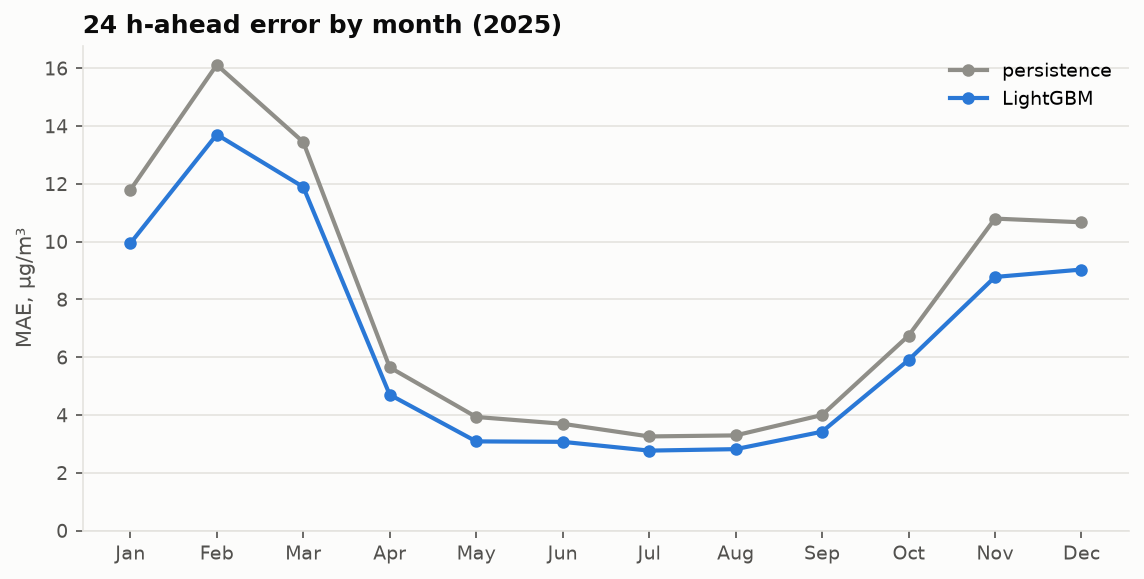 24 h-ahead error by month (2025)
persistence
LightGBM
MAE, µg/m³
16
14
12
10
8
6
4
2
0
Jan Feb Mar Apr May Jun Jul Aug Sep Oct Nov Dec